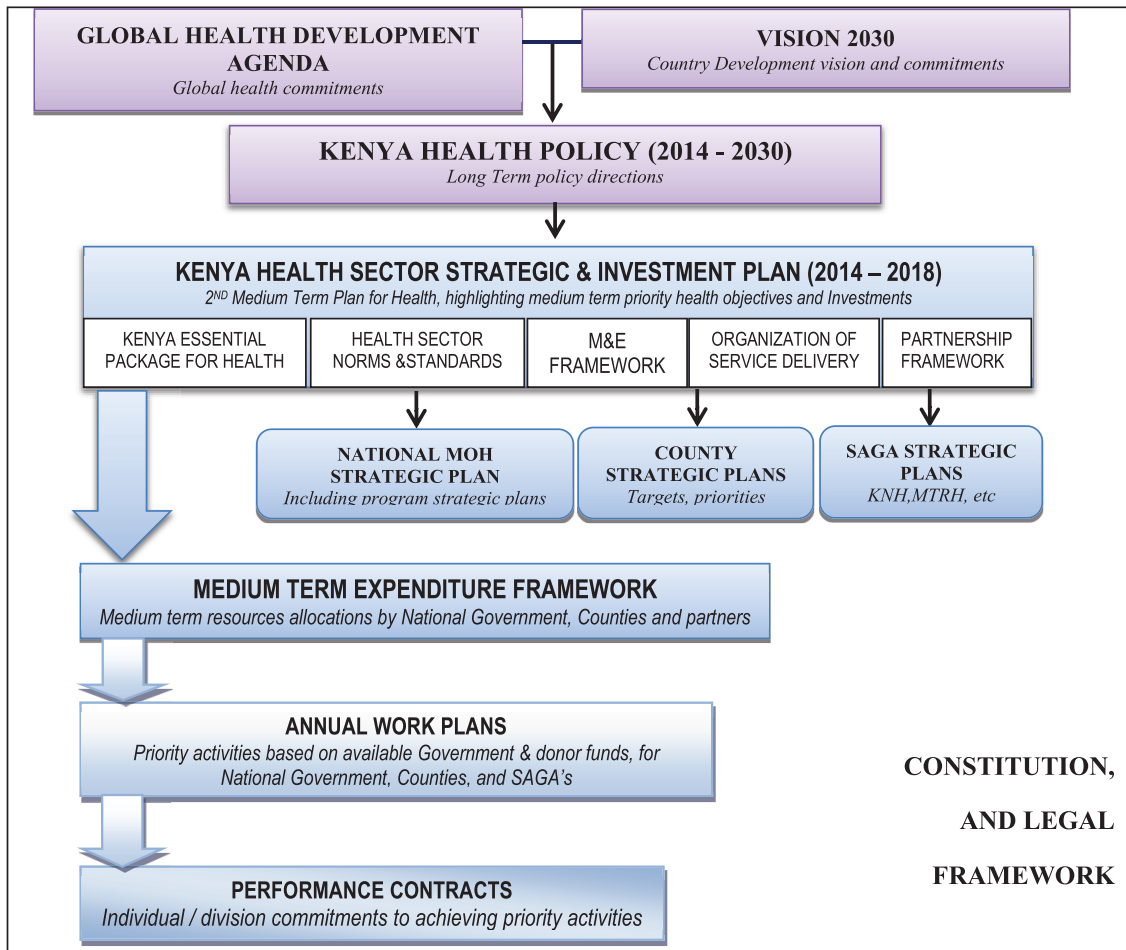 GLOBAL HEALTH DEVELOPMENT
AGENDA
Global health commitments
VISION 2030
Country Development vision and commitments
KENYA HEALTH POLICY (2014 - 2030)
Long Term policy directions
KENYA HEALTH SECTOR STRATEGIC & INVESTMENT PLAN (2014 – 2018)
2ND Medium Term Plan for Health, highlighting medium term priority health objectives and Investments
KENYA ESSENTIAL
PACKAGE FOR HEALTH
HEALTH SECTOR
NORMS &STANDARDS
M&E
FRAMEWORK
ORGANIZATION OF
SERVICE DELIVERY
PARTNERSHIP
FRAMEWORK
NATIONAL MOH
STRATEGIC PLAN
Including program strategic plans
COUNTY
STRATEGIC PLANS
Targets, priorities
SAGA STRATEGIC
PLANS
KNH,MTRH, etc
MEDIUM TERM EXPENDITURE FRAMEWORK
Medium term resources allocations by National Government, Counties and partners
ANNUAL WORK PLANS
Priority activities based on available Government & donor funds, for
National Government, Counties, and SAGA's
CONSTITUTION,
AND LEGAL
FRAMEWORK
PERFORMANCE CONTRACTS
Individual / division commitments to achieving priority activities